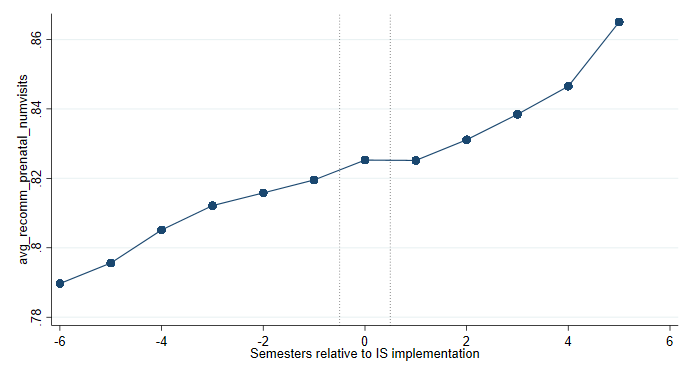 avg_recomm_prenatal_numvisits
.86
.84
.82
.8
.78
-6 -4 -2 0 2 4 6
Semesters relative to IS implementation